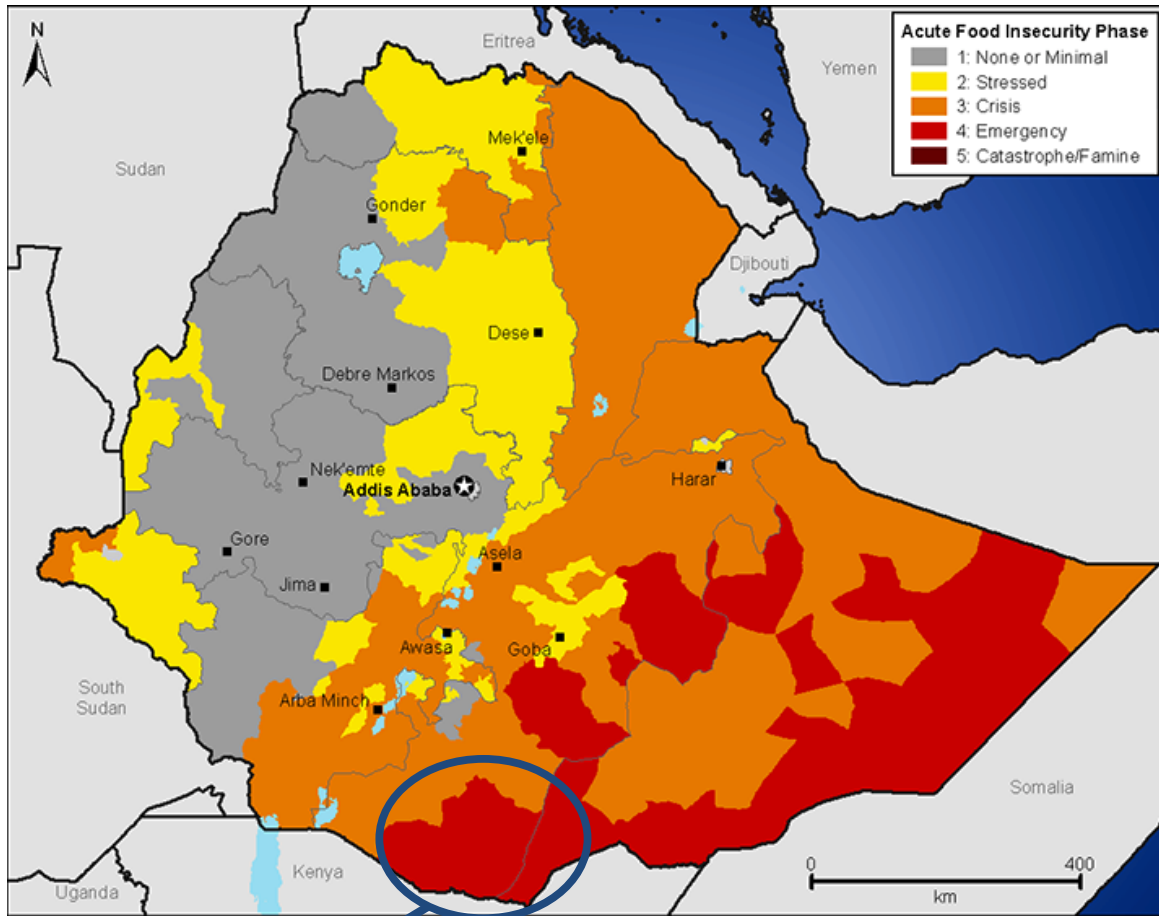 N
Acute Food Insecurity Phase
1: None or Minimal
2: Stressed
3: Crisis
4: Emergency
5: Catastrophe/Famine
Eritrea
Yemen
Sudan
Mek'ele
Gonder
Djibouti
Dese
Debre Markos
Nek'emte
Addis Ababa
Harar
Gore
Asela
Jima
Awasa
Goba
South
Sudan
Arba Minch
Somalia
Kenya
Uganda
0 400
km